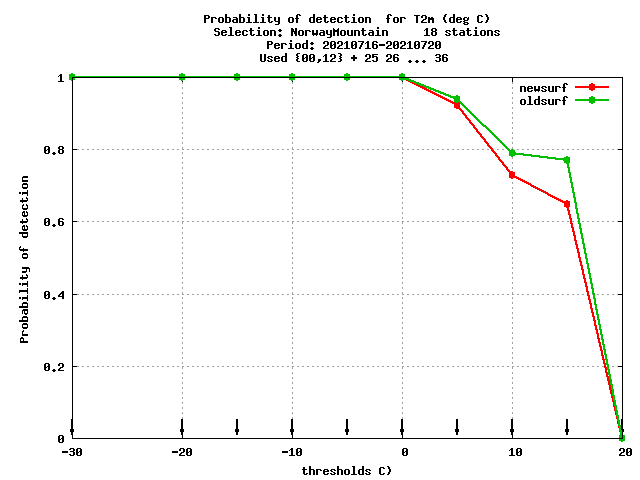 Probability of detection  for T2m (deg C)
Selection: NorwayMountain     18 stations
Period: 20210716-20210720
Used {00,12} + 25 26 ... 36
newsurf
oldsurf
1
0.8
0.6
0.4
0.2
0
Probability of detection
-30
-20
-10
0
10
20
thresholds C)